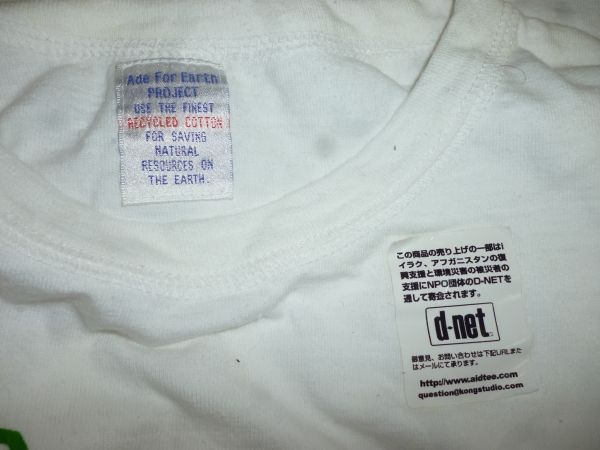 Ade For Earth
PROJECT
USE THE FINEST
RECYCLED COTTON
FOR SAVING
NATURAL
RESOURCES ON
THE EARTH.
この商品の売り上げの一部はi
イラク、アフガニスタンの復
興支援と環境災害の被災者の
支援にNPO団体のD-NETを
通して寄会されます。
d-net.
御意見、お問い合わせは下記URLまた
はメールにて承ります。
http://www.aidtee.com
question@kongstudio.com